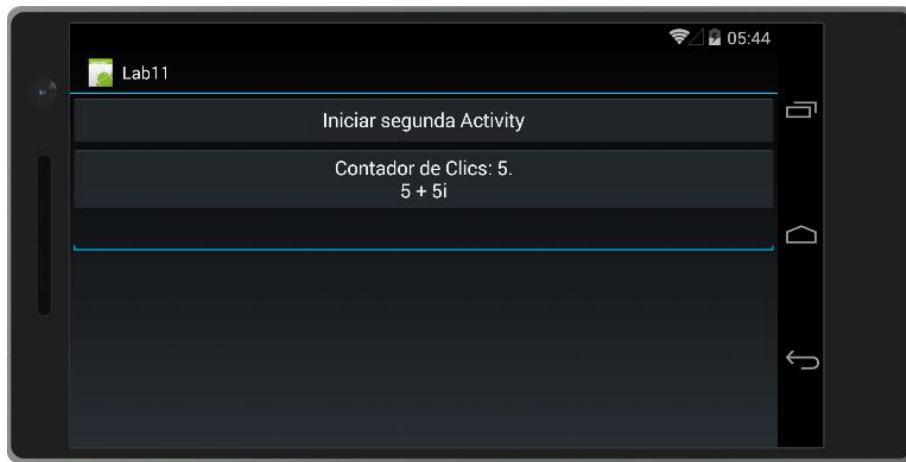 05:44
Lab11
Iniciar segunda Activity
Contador de Clics: 5.
5 + 5i